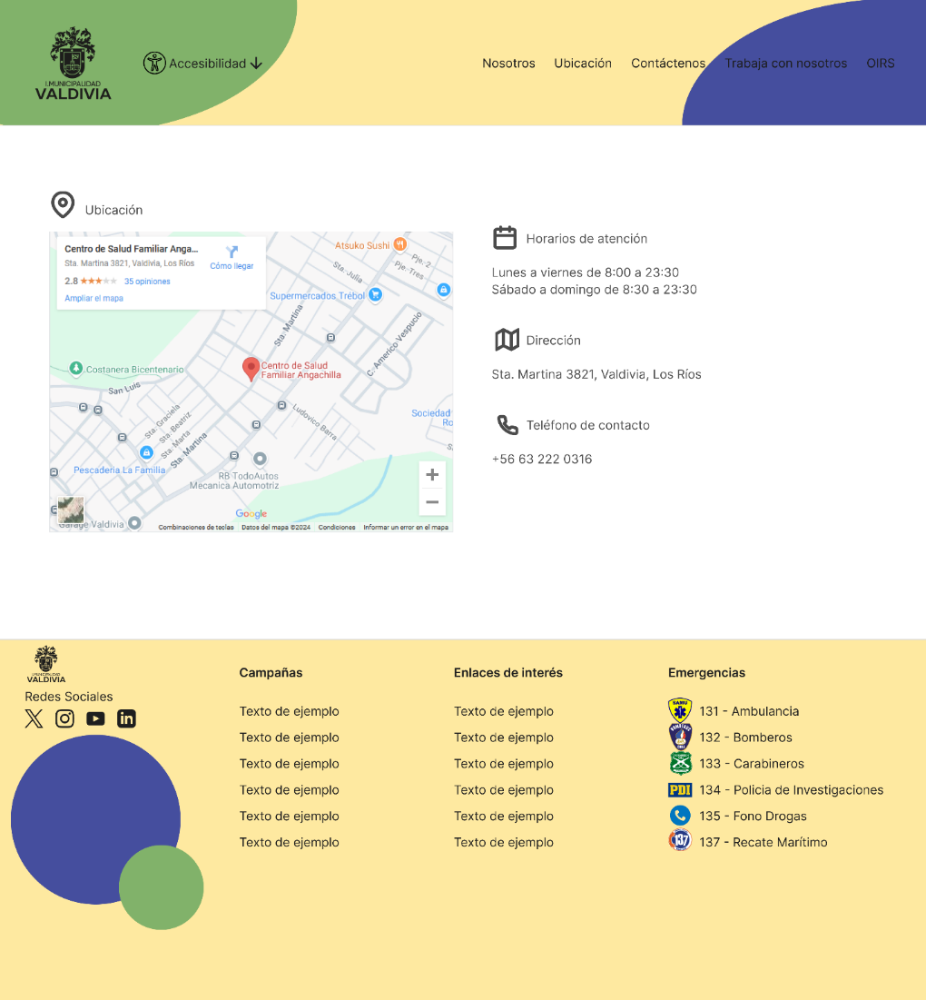 I.MUNICIPALIDAD
VALDIVIA
Accesibilidad
Nosotros
Ubicación
Contáctenos
Trabaja con nosotros
OIRS
Ubicación
Centro de Salud Familiar Anga...
Sta. Martina 3821, Valdivia, Los Ríos
2.8
35 opiniones
Ampliar el mapa
Cómo llegar
Atsuko Sushi
Pje. 2
Pje-Tres
Sta. Julia
Supermercados Trébol
Sta. Martina
C. Americo Vespucio
Costanera Bicentenario
Centro de Salud
Familiar Angachilla
San Luis
Sta. Graciela
Sta. Beatriz
Sta. Marta
Sta. Martina
Ludovico Barra
Sociedad
Ro
Pescaderia La Familia
RB TodoAutos
Mecanica Automotriz
Garage Valdivia
Google
Combinaciones de teclas
Datos del mapa ©2024
Condiciones
Informar un error en el mapa
Horarios de atención
Lunes a viernes de 8:00 a 23:30
Sábado a domingo de 8:30 a 23:30
Dirección
Sta. Martina 3821, Valdivia, Los Ríos
Teléfono de contacto
+56 63 222 0316
I.MUNICIPALIDAD
VALDIVIA
Redes Sociales
Campañas
Texto de ejemplo
Texto de ejemplo
Texto de ejemplo
Texto de ejemplo
Texto de ejemplo
Texto de ejemplo
Enlaces de interés
Texto de ejemplo
Texto de ejemplo
Texto de ejemplo
Texto de ejemplo
Texto de ejemplo
Texto de ejemplo
Emergencias
SAMU
131 - Ambulancia
132 - Bomberos
133 - Carabineros
PDI
134 - Policia de Investigaciones
135 - Fono Drogas
137
137 - Recate Marítimo